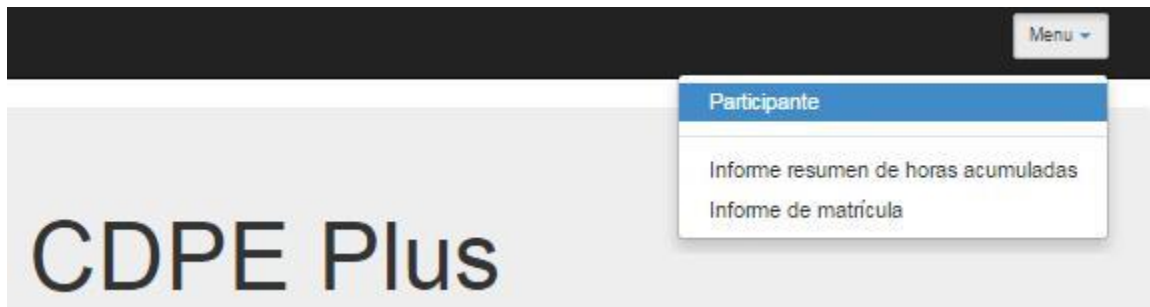 Menu
Participante
Informe resumen de horas acumuladas
Informe de matrícula
CDPE Plus